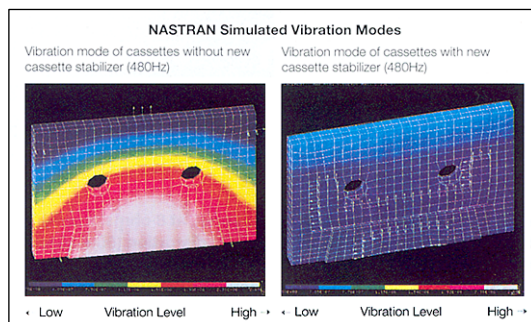 NASTRAN Simulated Vibration Modes
Vibration mode of cassettes without new
cassette stabilizer (480Hz)
Vibration mode of cassettes with new
cassette stabilizer (480Hz)
Low Vibration Level High
Low Vibration Level High